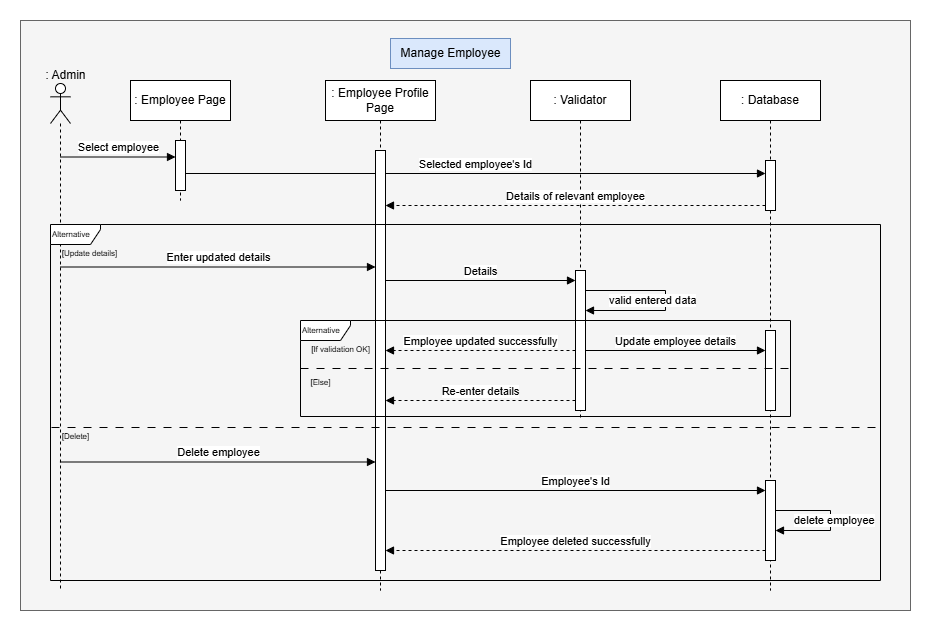 Manage Employee
: Admin
: Employee Page
: Employee Profile
Page
: Validator
: Database
Select employee
Selected employee's Id
Details of relevant employee
Alternative
[Update details]
Enter updated details
Details
valid entered data
Alternative
[If validation OK]
Employee updated successfully
Update employee details
[Else]
Re-enter details
[Delete]
Delete employee
Employee's Id
delete employee
Employee deleted successfully